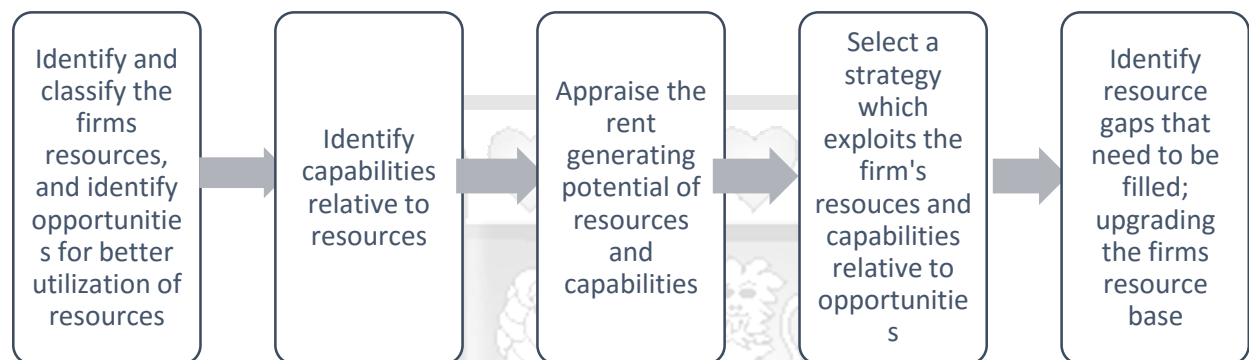 Identify and
classify the
firms
resources,
and identify
opportunitie
s for better
utilization of
resources
Identify
capabilities
relative to
resources
Appraise the
rent
generating
potential of
resources
and
capabilities
Select a
strategy
which
exploits the
firm's
resouces and
capabilities
relative to
opportunitie
s
Identify
resource
gaps that
need to be
filled;
upgrading
the firms
resource
base